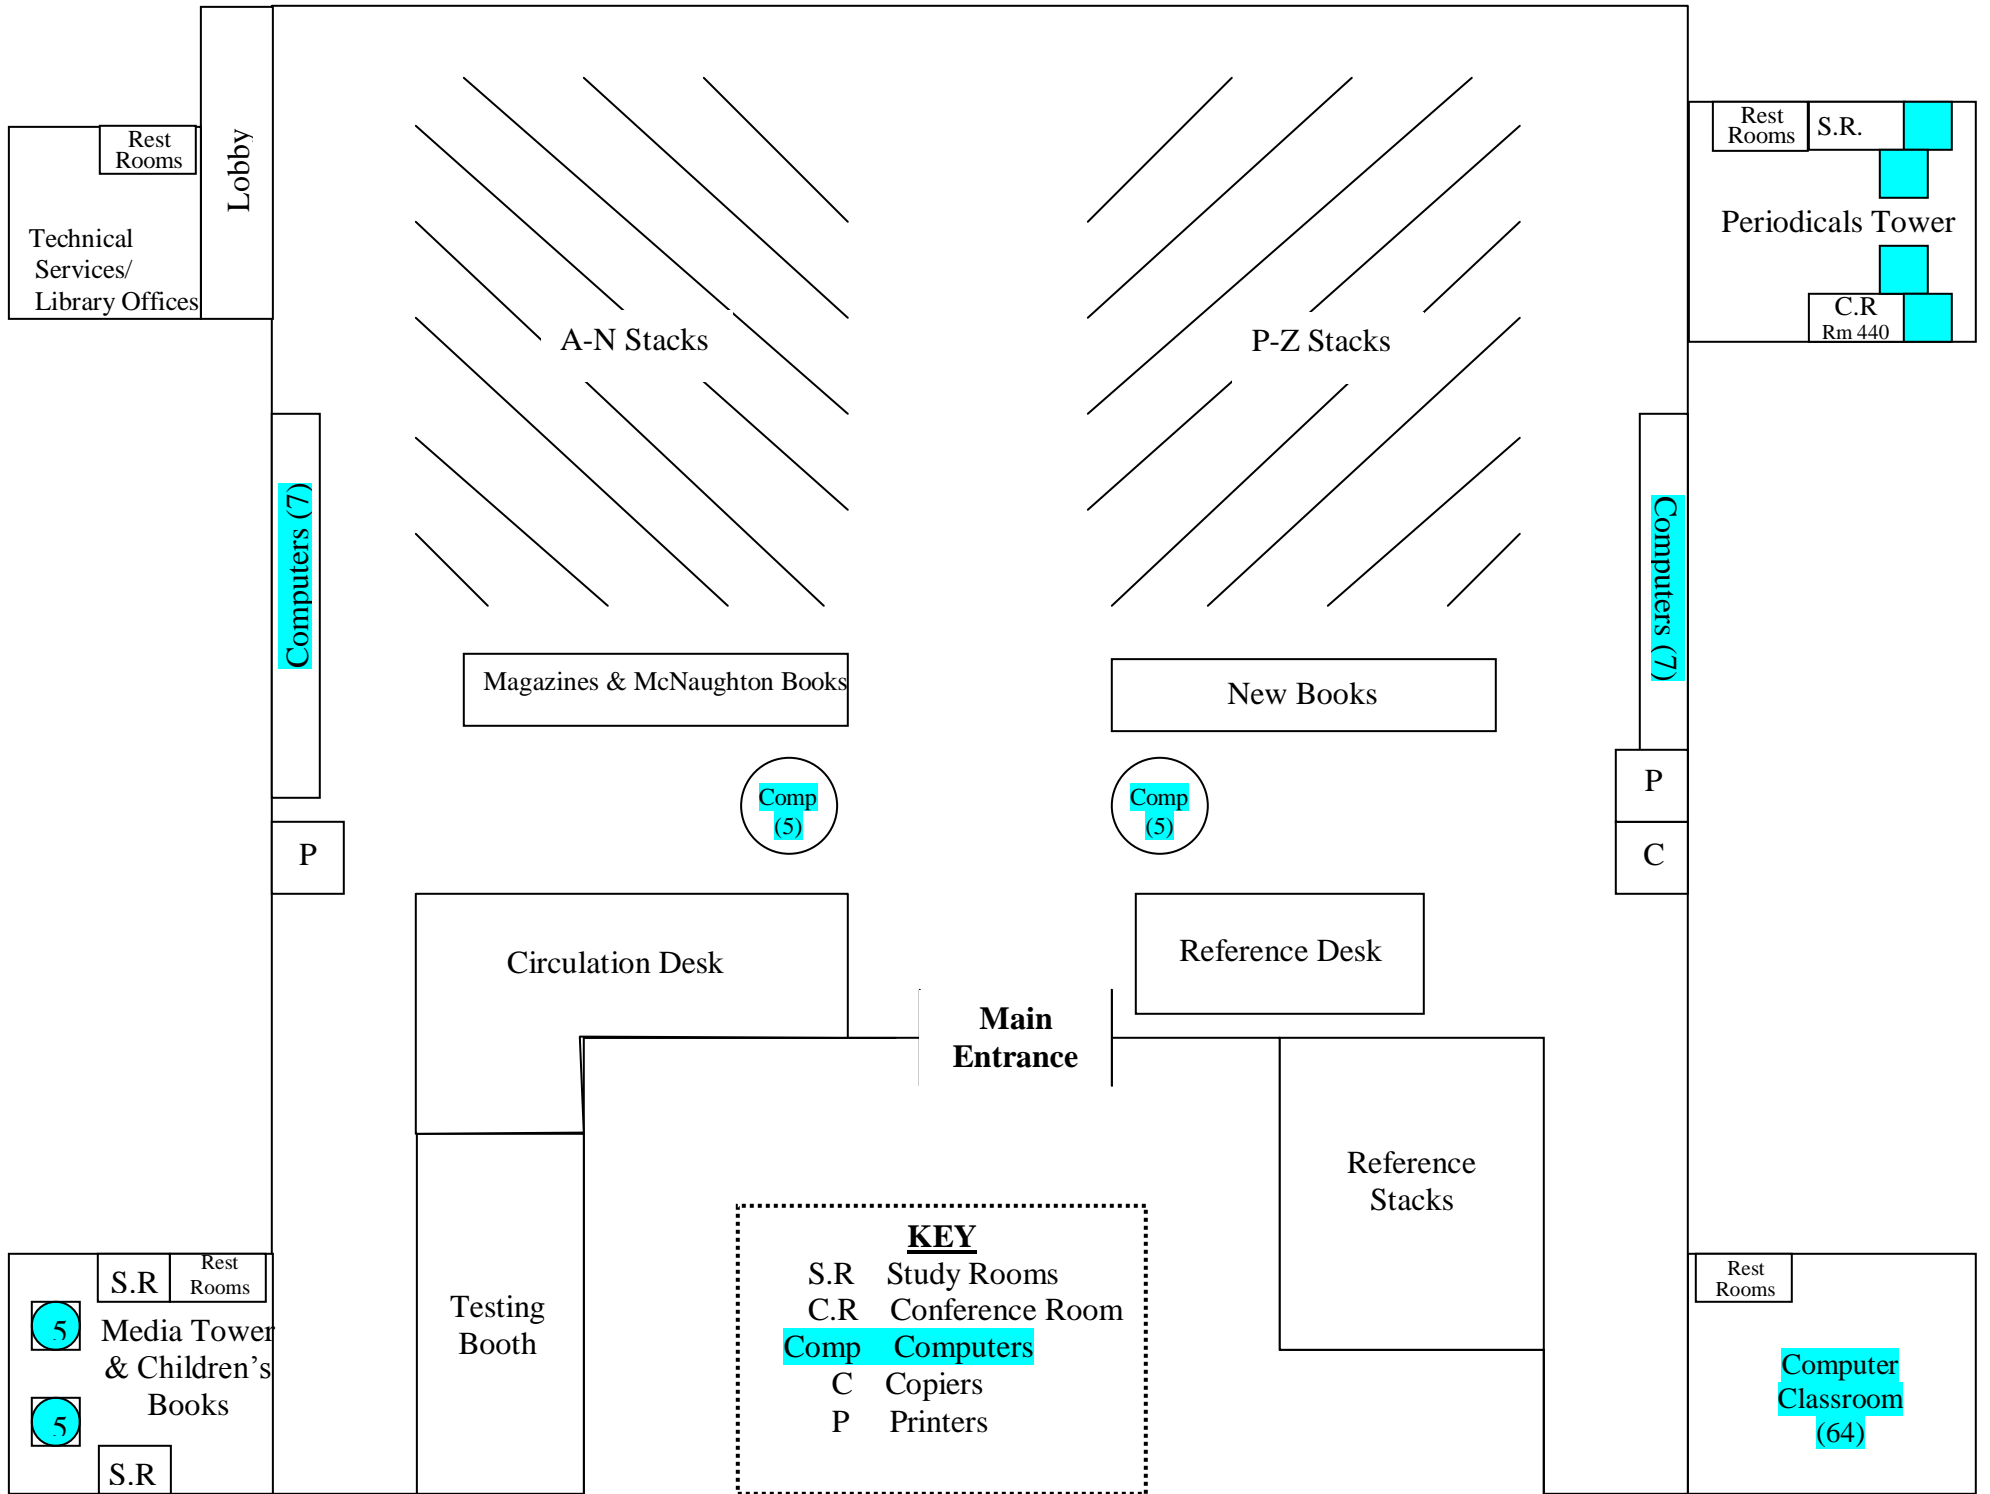 Rest
Rooms
Lobby
Technical
Services/
Library Offices
Rest
Rooms
S.R.
Periodicals Tower
C.R
Rm 440
A-N Stacks
P-Z Stacks
Computers (7)
Computers (7)
Magazines & McNaughton Books
New Books
Comp
(5)
Comp
(5)
P
P
C
Circulation Desk
Reference Desk
Main
Entrance
Reference
Stacks
Testing
Booth
KEY
S.R Study Rooms
C.R Conference Room
Comp Computers
C Copiers
P Printers
S.R
Rest
Rooms
5
Media Tower
& Children's
Books
5
S.R
Rest
Rooms
Computer
Classroom
(64)